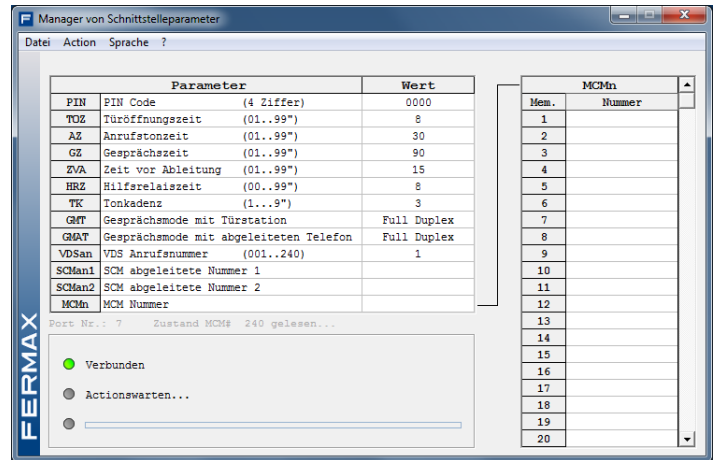 Manager von Schnittstelleparameter
Datei Action Sprache ?
Parameter Wert
PIN PIN Code (4 Ziffer) 0000
TOZ Türöffnungszeit (01..99") 8
AZ Anrufstonzeit (01..99") 30
GZ Gesprächszeit (01..99") 90
ZVA Zeit vor Ableitung (01..99") 15
HRZ Hilfsrelaiszeit (00..99") 8
TK Tonkadenz (1...9") 3
GMT Gesprächsmode mit Türstation Full Duplex
GMAT Gesprächsmode mit abgeleiteten Telefon Full Duplex
VDSan VDS Anrufsnummer (001..240) 1
SCMan1 SCM abgeleitete Nummer 1
SCMan2 SCM abgeleitete Nummer 2
MCMn MCM Nummer
Port Nr.: 7 Zustand MCM# 240 gelesen...
Verbunden
Actionswarten...
FERMAX
MCMn
Mem. Nummer
1
2
3
4
5
6
7
8
9
10
11
12
13
14
15
16
17
18
19
20